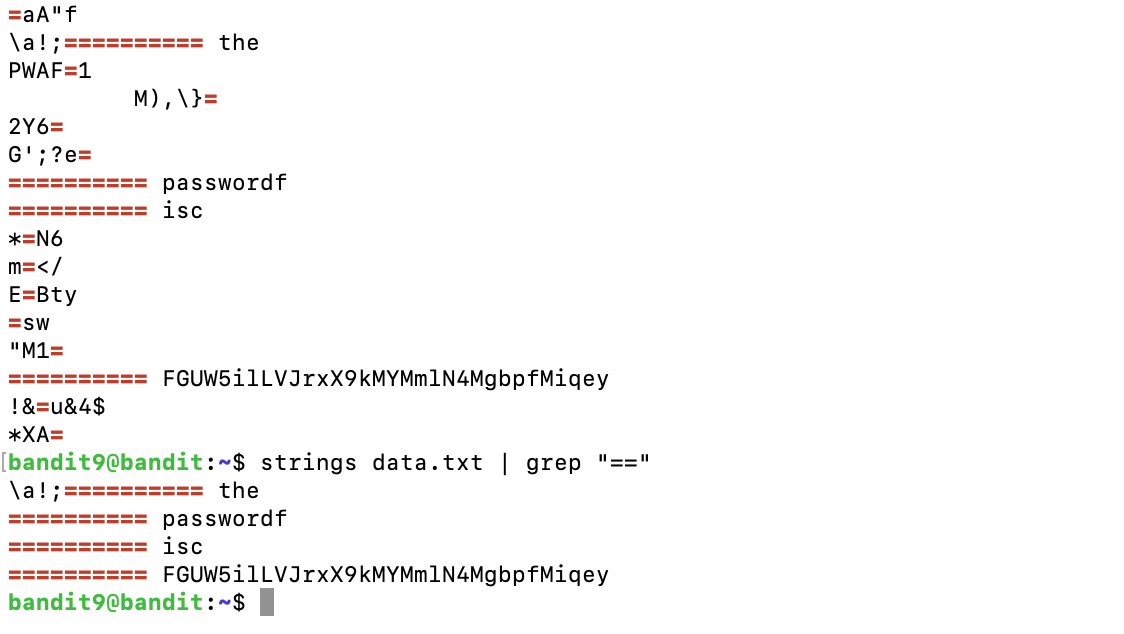 =aA"f
\a!;========== the
PWAF=1
M),\}=
2Y6=
G';?e=
========== passwordf
========== isc
*=N6
m=</
E=Bty
=sw
"M1=
========== FGUW5ilLVJrxX9kMYMmlN4MgbpfMiqey
!&=u&4$
*XA=
[bandit9@bandit:~$ strings data.txt | grep "=="
\a!;========== the
========== passwordf
========== isc
========== FGUW5ilLVJrxX9kMYMmlN4MgbpfMiqey
bandit9@bandit:~$